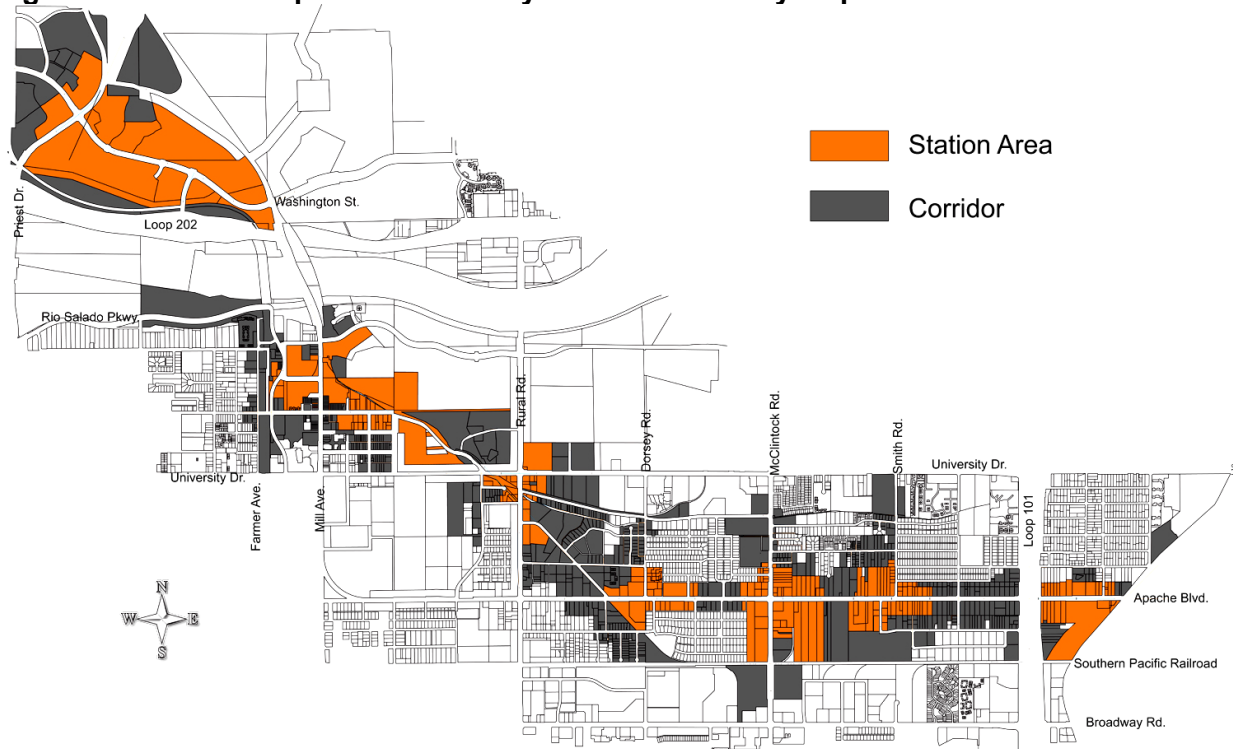 Station Area
Corridor
Washington St.
Priest Dr.
Loop 202
Rio Salado Pkwy.
Rural Rd.
Dorsey Rd.
McClintock Rd.
Smith Rd.
University Dr.
University Dr.
Farmer Ave.
Mill Ave.
Loop 101
Apache Blvd.
N
W E
S
Southern Pacific Railroad
Broadway Rd.